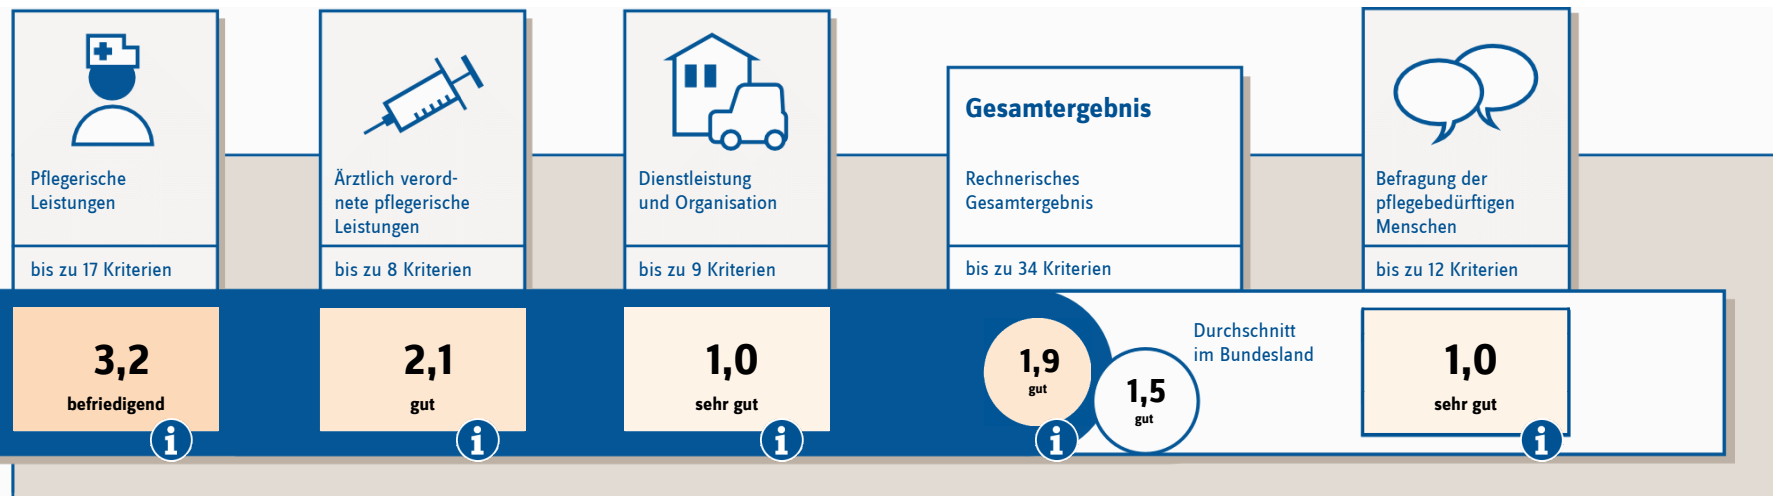 Pflegerische
Leistungen
bis zu 17 Kriterien
3,2
befriedigend
i
Ärztlich verord-
nete pflegerische
Leistungen
bis zu 8 Kriterien
2,1
gut
i
Dienstleistung
und Organisation
bis zu 9 Kriterien
1,0
sehr gut
i
Gesamtergebnis
Rechnerisches
Gesamtergebnis
bis zu 34 Kriterien
1,9
gut
i
1,5
gut
Durchschnitt
im Bundesland
Befragung der
pflegebedürftigen
Menschen
bis zu 12 Kriterien
1,0
sehr gut
i